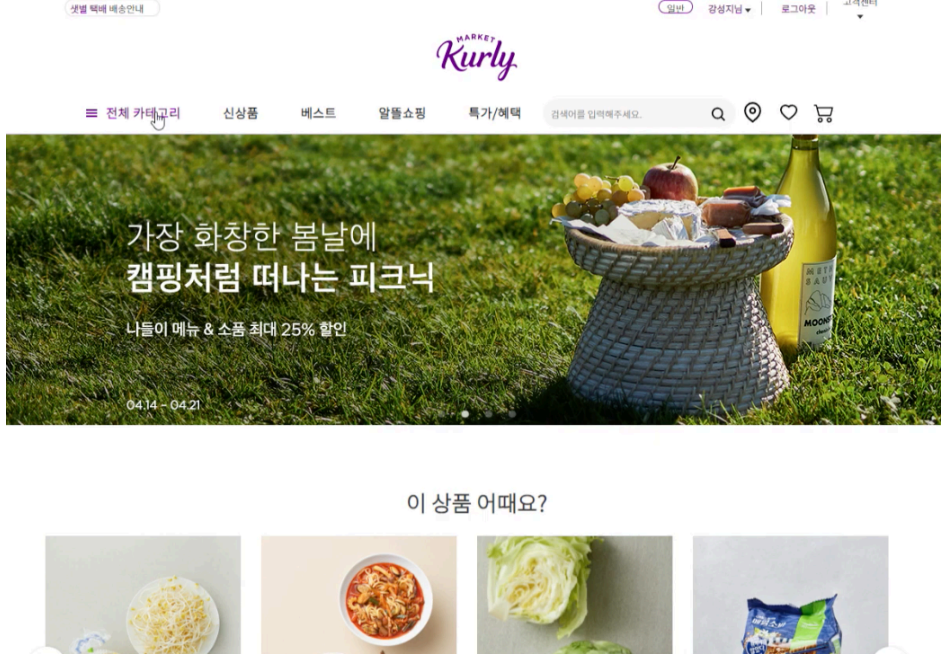 샛별 택배 배송안내
일반 강성지님 로그아웃 고객센터
MARKET
Kurly
전체 카테고리 신상품 베스트 알뜰쇼핑 특가/혜택 검색어를 입력해주세요.
가장 화창한 봄날에
캠핑처럼 떠나는 피크닉
나들이 메뉴 & 소품 최대 25% 할인
04.14 – 04.21
이 상품 어때요?